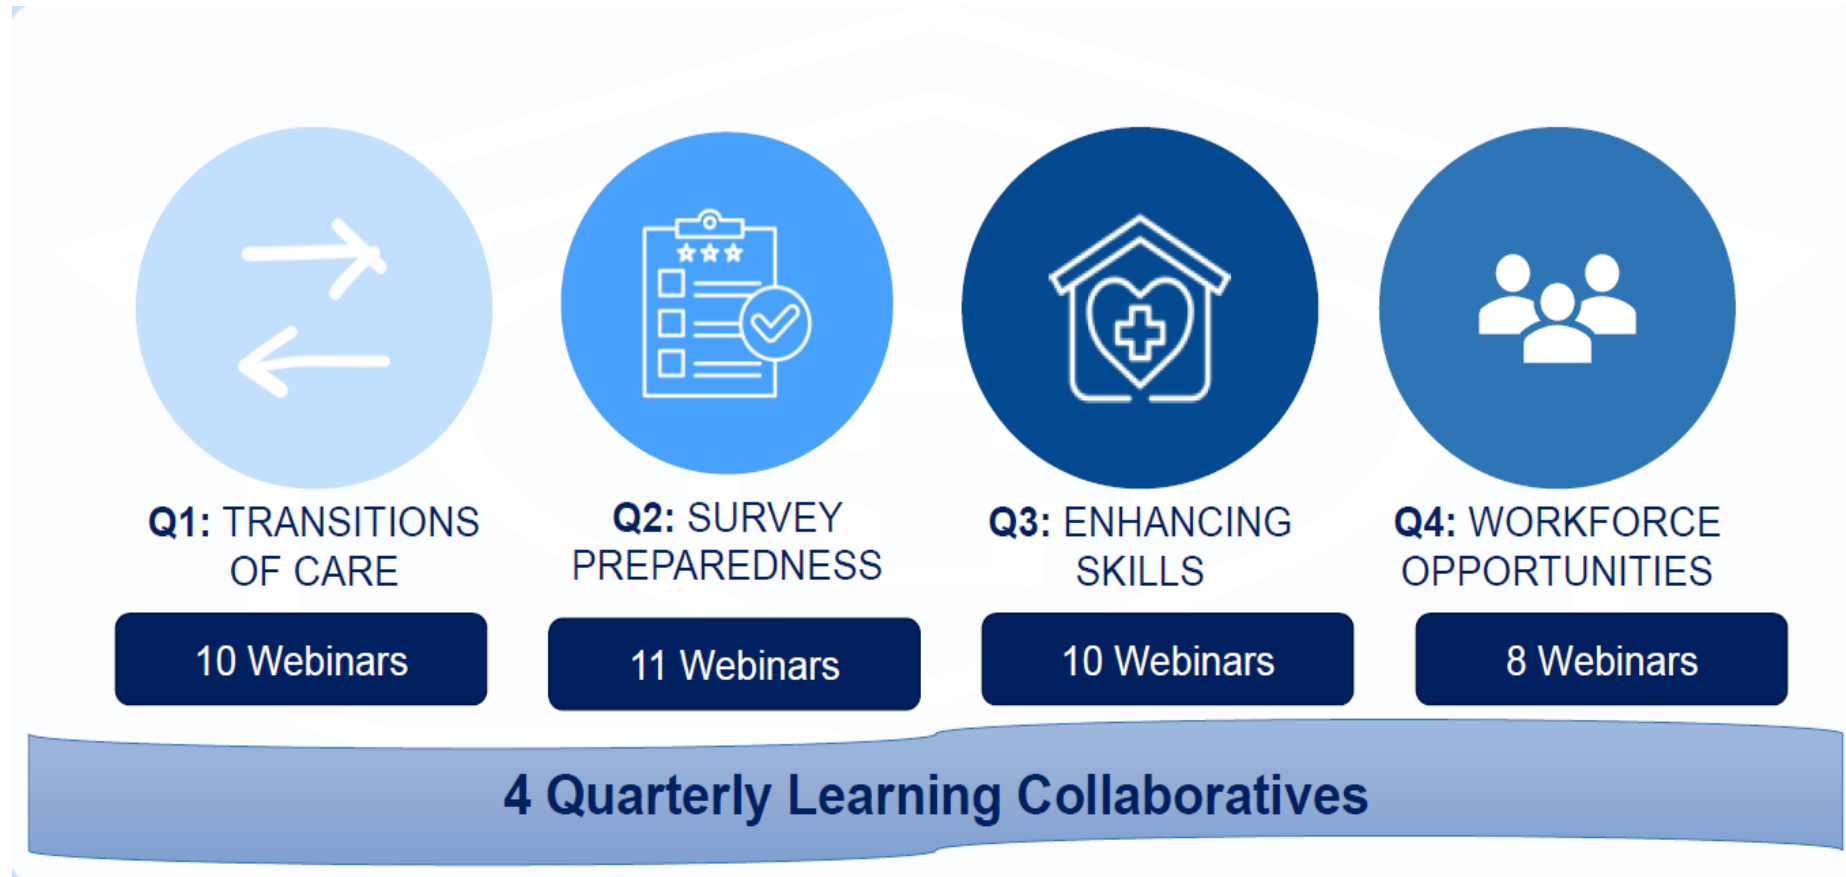 Q1: TRANSITIONS
OF CARE
10 Webinars
Q2: SURVEY
PREPAREDNESS
11 Webinars
Q3: ENHANCING
SKILLS
10 Webinars
Q4: WORKFORCE
OPPORTUNITIES
8 Webinars
4 Quarterly Learning Collaboratives